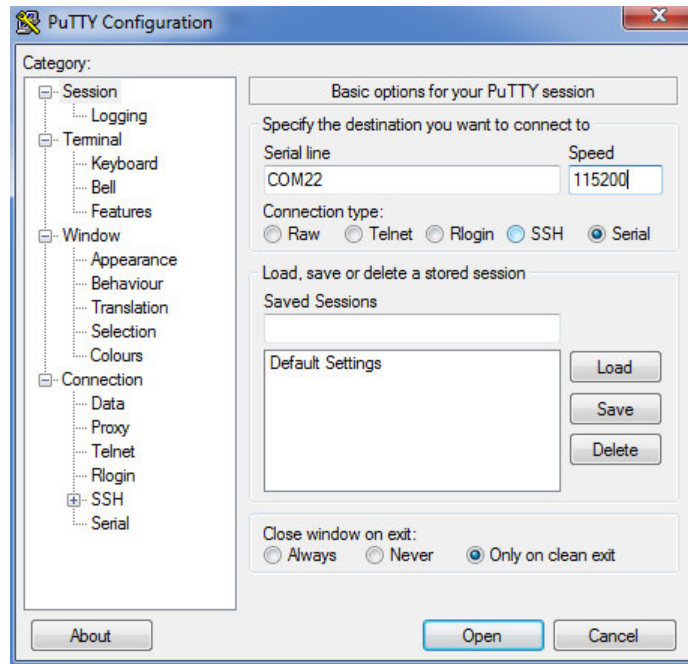 PuTTY Configuration
Category:
Session
Logging
Terminal
Keyboard
Bell
Features
Window
Appearance
Behaviour
Translation
Selection
Colours
Connection
Data
Proxy
Telnet
Rlogin
SSH
Serial
Basic options for your PuTTY session
Specify the destination you want to connect to
Serial line Speed
COM22 115200
Connection type:
Raw Telnet Rlogin SSH Serial
Load, save or delete a stored session
Saved Sessions
Default Settings
Load
Save
Delete
Close window on exit:
Always Never Only on clean exit
About Open Cancel